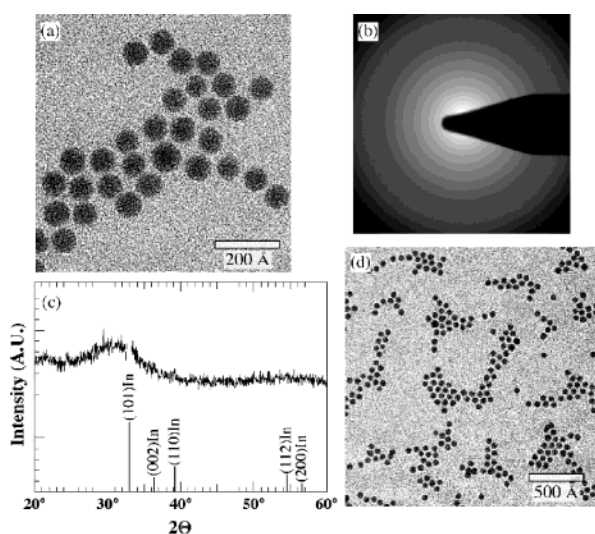 (a)
200 Å
(b)
(c)
Intensity (A.U.)
(101)In
(002)In
(110)In
(112)In
(200)In
20° 30° 40° 50° 60°
2Θ
(d)
500 Å